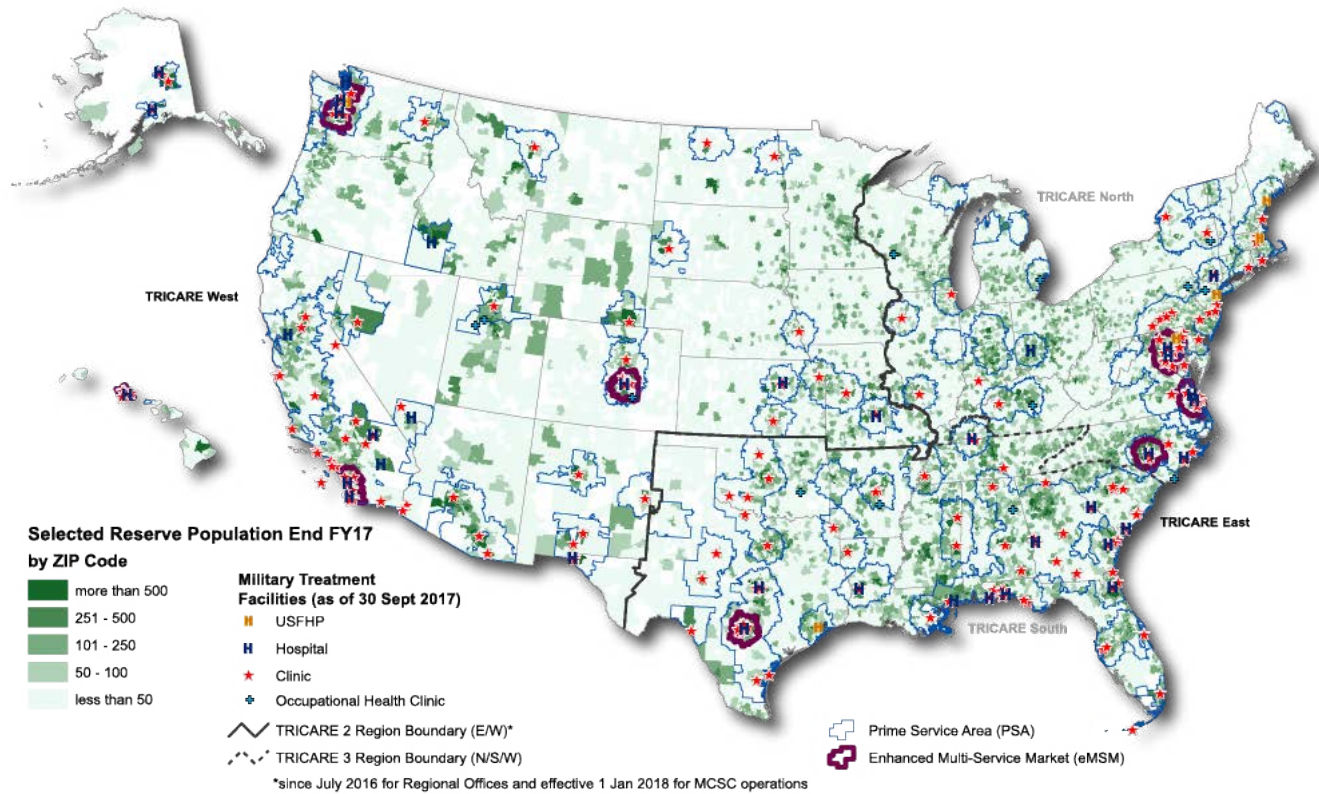 TRICARE North
TRICARE West
TRICARE East
TRICARE South
Selected Reserve Population End FY17
by ZIP Code
more than 500
251 - 500
101 - 250
50 - 100
less than 50
Military Treatment
Facilities (as of 30 Sept 2017)
USFHP
Hospital
Clinic
Occupational Health Clinic
TRICARE 2 Region Boundary (E/W)*
TRICARE 3 Region Boundary (N/S/W)
*since July 2016 for Regional Offices and effective 1 Jan 2018 for MCSC operations
Prime Service Area (PSA)
Enhanced Multi-Service Market (eMSM)